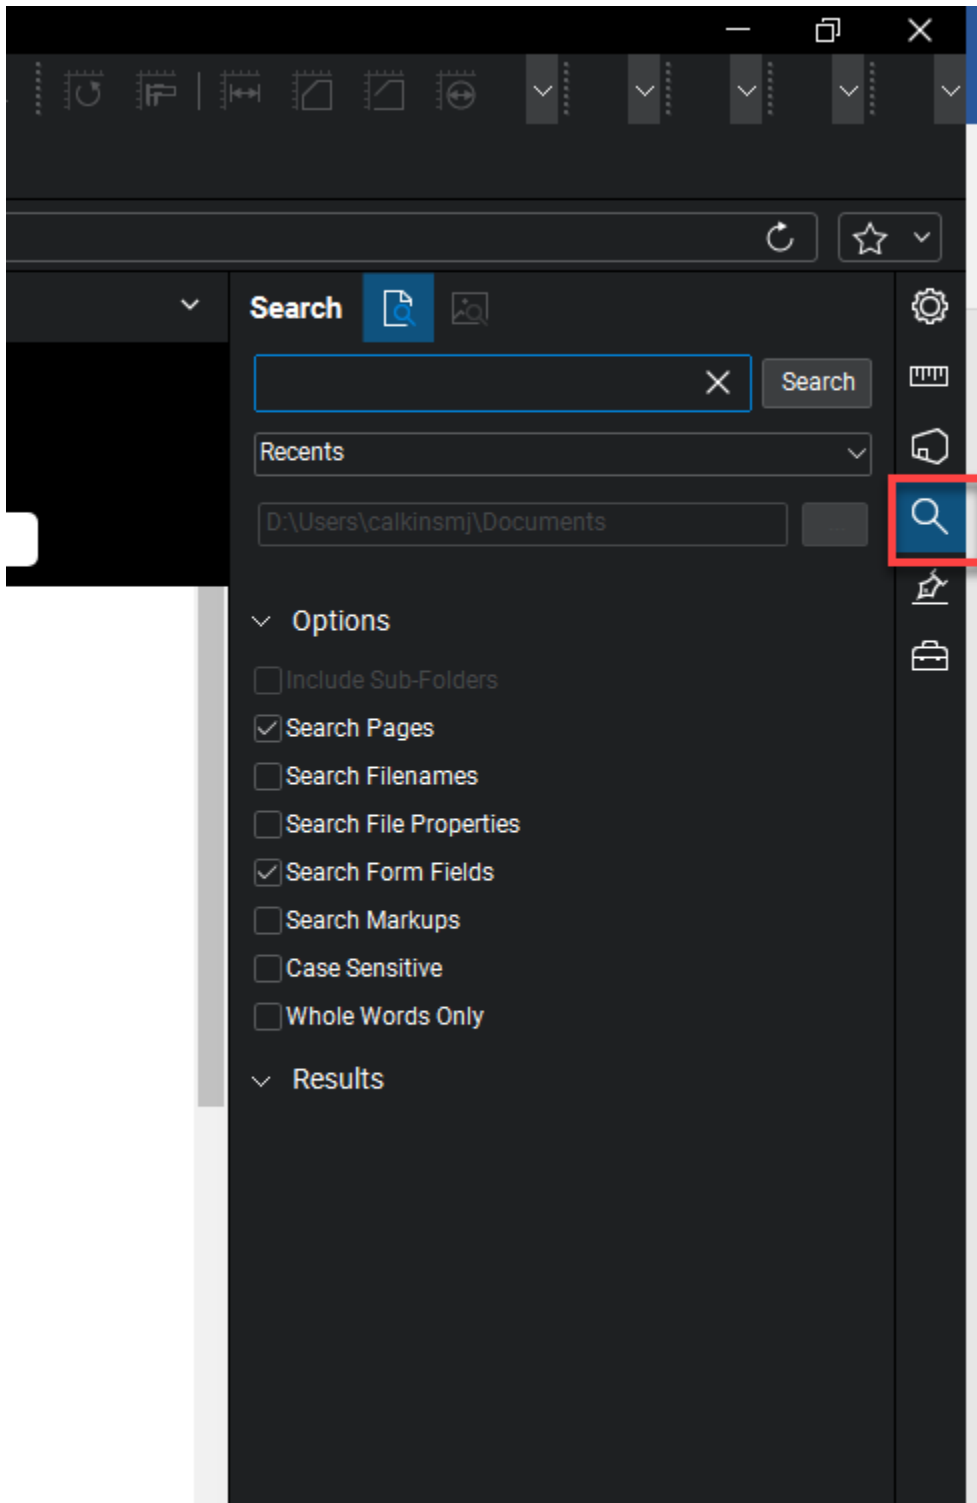 Search
Search
Recents
D:\Users\calkinsmj\Documents
...
Options
Include Sub-Folders
Search Pages
Search Filenames
Search File Properties
Search Form Fields
Search Markups
Case Sensitive
Whole Words Only
Results